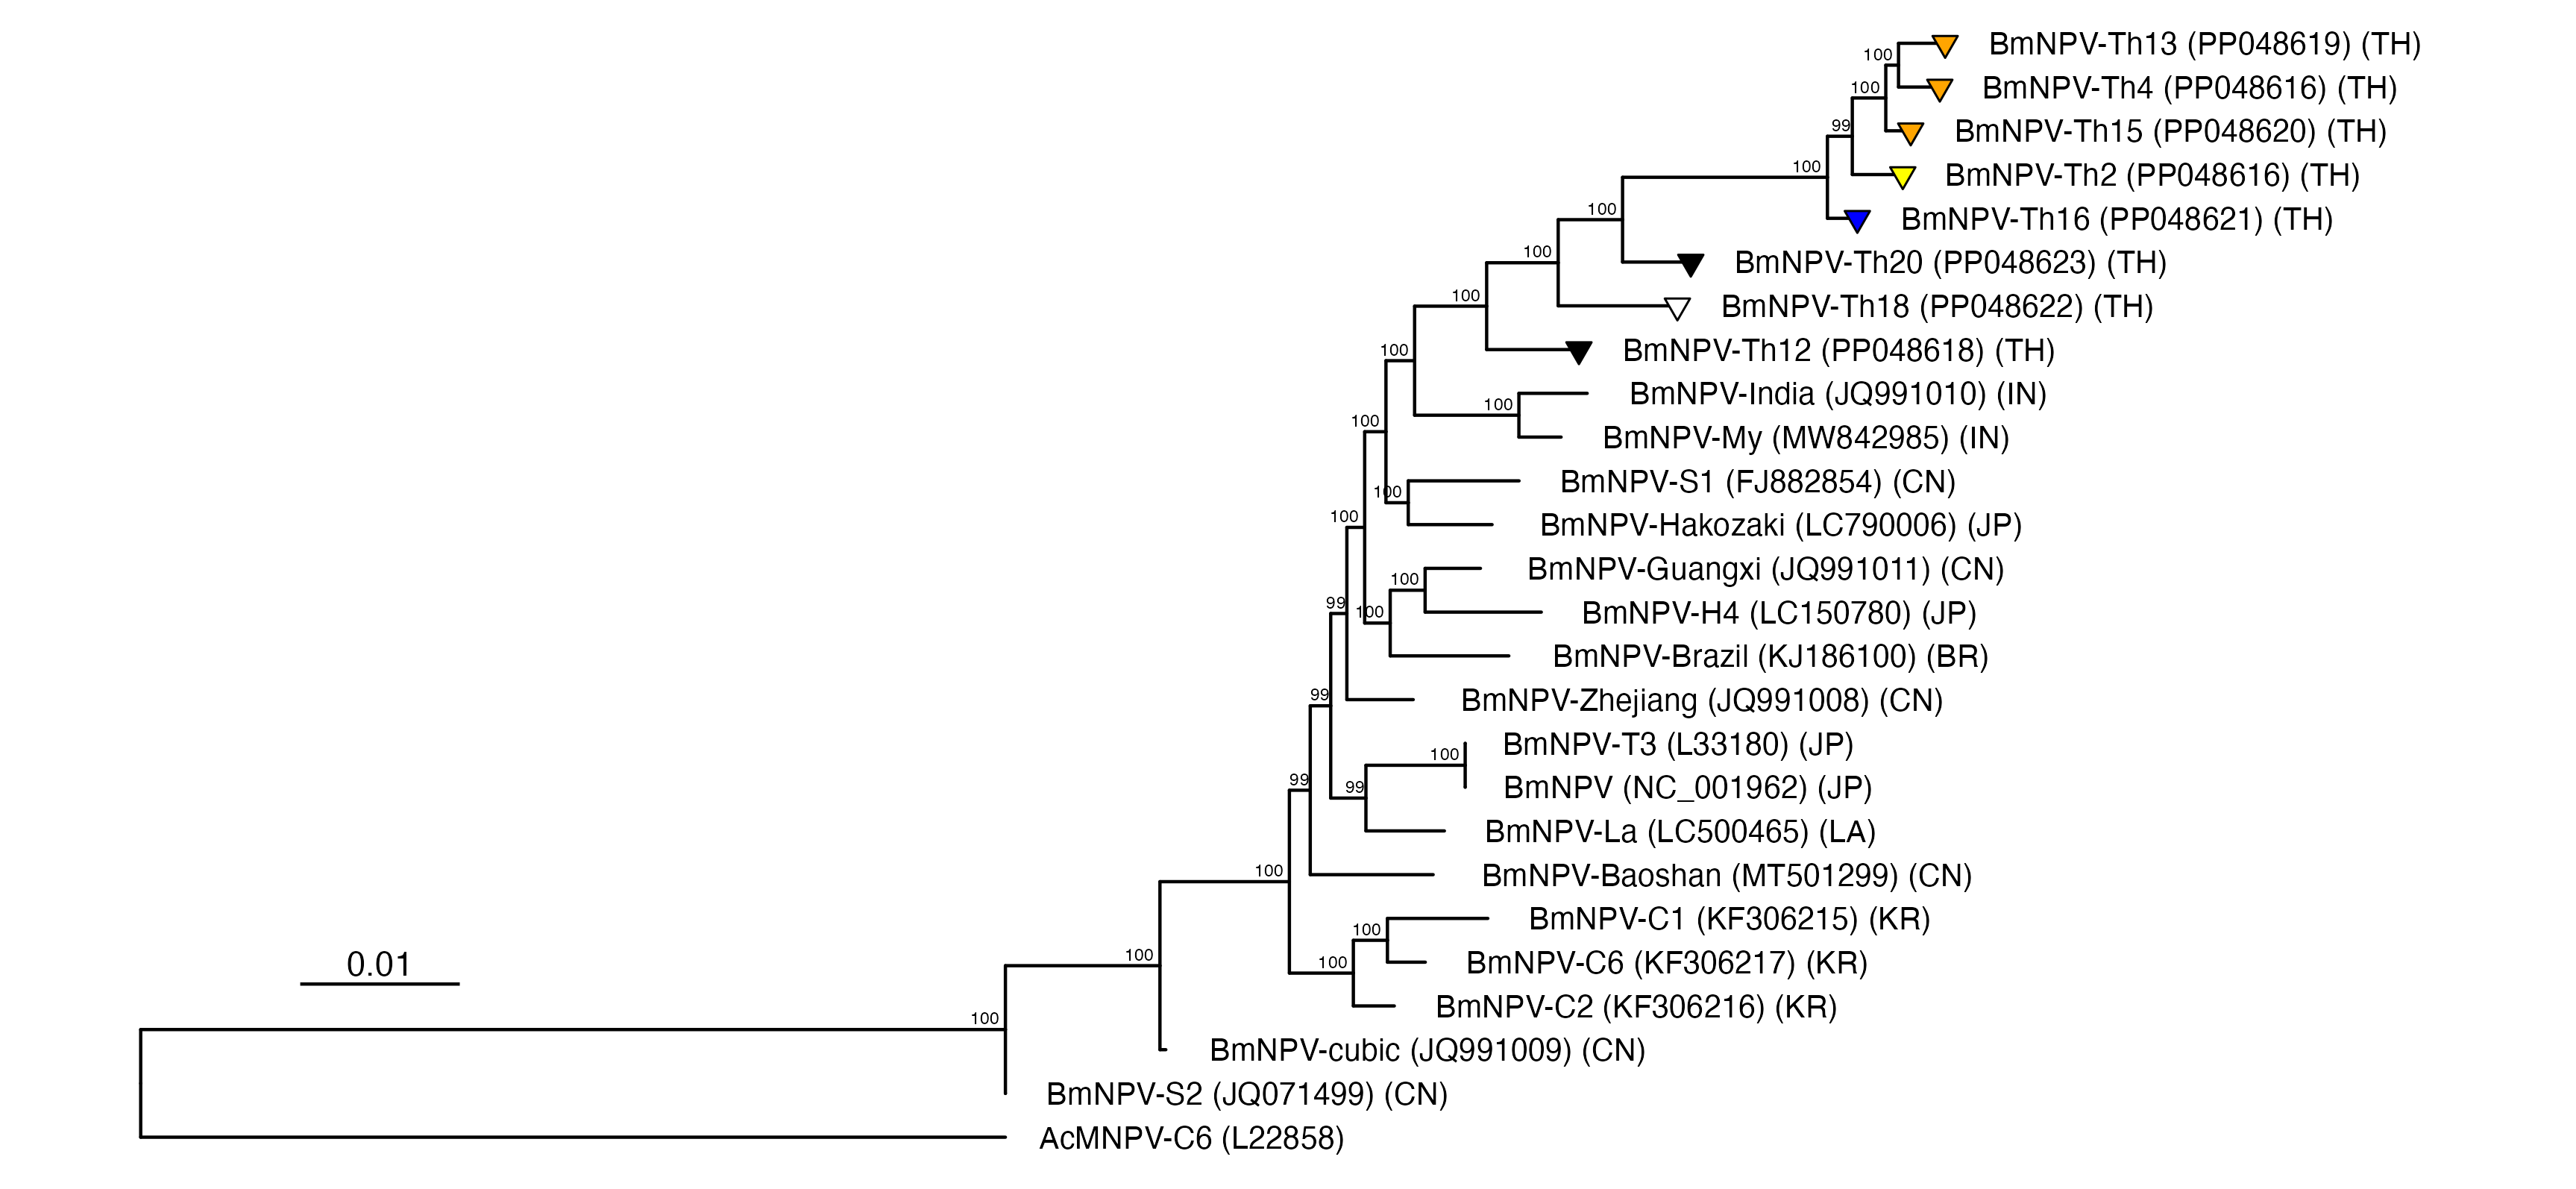 BmNPV-Th13 (PP048619) (TH)
100
BmNPV-Th4 (PP048616) (TH)
100
BmNPV-Th15 (PP048620) (TH)
99
BmNPV-Th2 (PP048616) (TH)
100
BmNPV-Th16 (PP048621) (TH)
100
BmNPV-Th20 (PP048623) (TH)
100
BmNPV-Th18 (PP048622) (TH)
100
BmNPV-Th12 (PP048618) (TH)
100
BmNPV-India (JQ991010) (IN)
100
BmNPV-My (MW842985) (IN)
100
BmNPV-S1 (FJ882854) (CN)
100
BmNPV-Hakozaki (LC790006) (JP)
100
BmNPV-Guangxi (JQ991011) (CN)
100
BmNPV-H4 (LC150780) (JP)
99
100
BmNPV-Brazil (KJ186100) (BR)
99
BmNPV-Zhejiang (JQ991008) (CN)
BmNPV-T3 (L33180) (JP)
100
BmNPV (NC_001962) (JP)
99
99
BmNPV-La (LC500465) (LA)
BmNPV-Baoshan (MT501299) (CN)
100
BmNPV-C1 (KF306215) (KR)
100
BmNPV-C6 (KF306217) (KR)
100
100
0.01
BmNPV-C2 (KF306216) (KR)
100
BmNPV-cubic (JQ991009) (CN)
BmNPV-S2 (JQ071499) (CN)
AcMNPV-C6 (L22858)